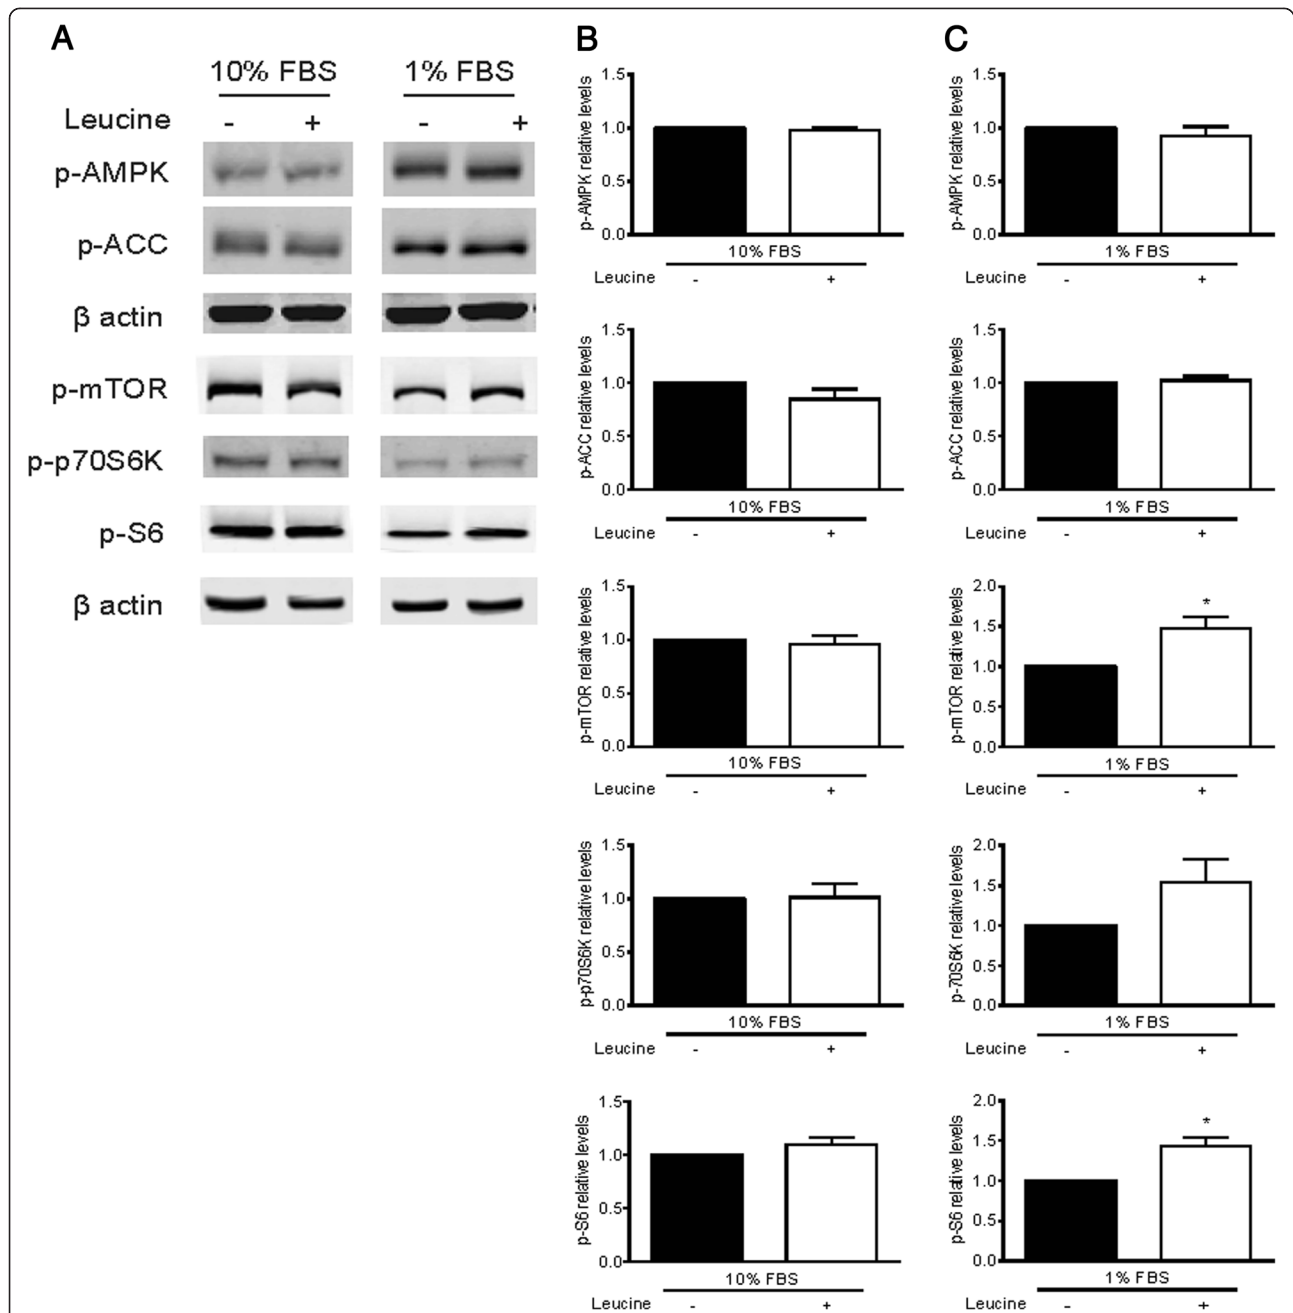 A
10% FBS
1% FBS
Leucine - + - +
p-AMPK
p-ACC
β actin
p-mTOR
p-p70S6K
p-S6
β actin
B
p-AMPK relative levels
1.5
1.0
0.5
0.0
10% FBS
Leucine - +
p-ACC relative levels
1.5
1.0
0.5
0.0
10% FBS
Leucine - +
p-mTOR relative levels
1.5
1.0
0.5
0.0
10% FBS
Leucine - +
p-p70S6K relative levels
1.5
1.0
0.5
0.0
10% FBS
Leucine - +
p-S6 relative levels
1.5
1.0
0.5
0.0
10% FBS
Leucine - +
C
p-AMPK relative levels
1.5
1.0
0.5
0.0
1% FBS
Leucine - +
p-ACC relative levels
1.5
1.0
0.5
0.0
1% FBS
Leucine - +
p-mTOR relative levels
2.0
1.5
1.0
0.5
0.0
*
1% FBS
Leucine - +
p-70S6K relative levels
2.0
1.5
1.0
0.5
0.0
1% FBS
Leucine - +
p-S6 relative levels
2.0
1.5
1.0
0.5
0.0
*
1% FBS
Leucine - +